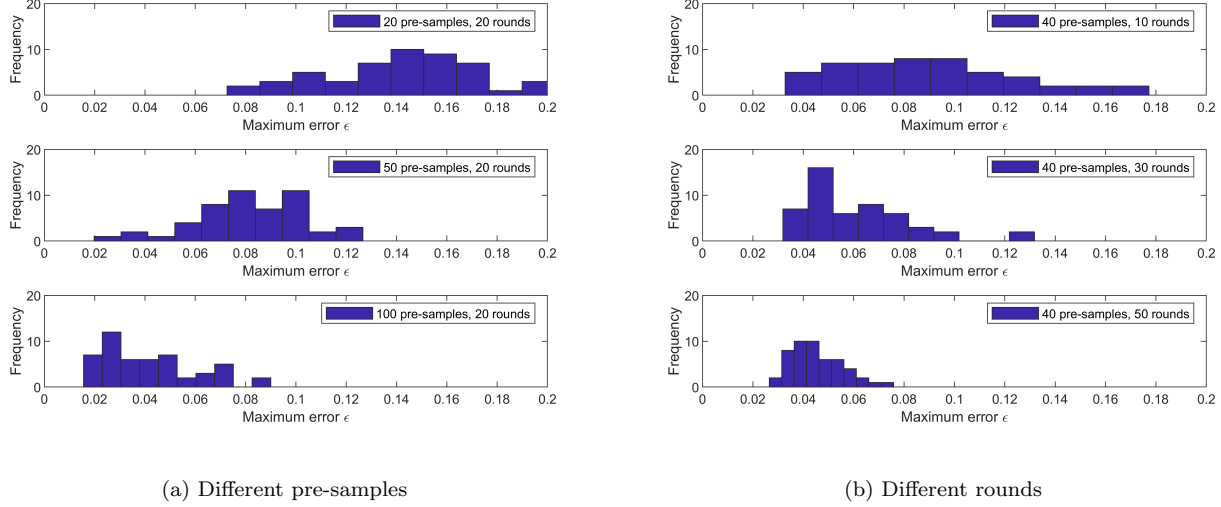 20 pre-samples, 20 rounds
Frequency
20
10
0
0 0.02 0.04 0.06 0.08 0.1 0.12 0.14 0.16 0.18 0.2
Maximum error ϵ
50 pre-samples, 20 rounds
Frequency
20
10
0
0 0.02 0.04 0.06 0.08 0.1 0.12 0.14 0.16 0.18 0.2
Maximum error ϵ
100 pre-samples, 20 rounds
Frequency
20
10
0
0 0.02 0.04 0.06 0.08 0.1 0.12 0.14 0.16 0.18 0.2
Maximum error ϵ
(a) Different pre-samples
40 pre-samples, 10 rounds
Frequency
20
10
0
0 0.02 0.04 0.06 0.08 0.1 0.12 0.14 0.16 0.18 0.2
Maximum error ϵ
40 pre-samples, 30 rounds
Frequency
20
10
0
0 0.02 0.04 0.06 0.08 0.1 0.12 0.14 0.16 0.18 0.2
Maximum error ϵ
40 pre-samples, 50 rounds
Frequency
20
10
0
0 0.02 0.04 0.06 0.08 0.1 0.12 0.14 0.16 0.18 0.2
Maximum error ϵ
(b) Different rounds